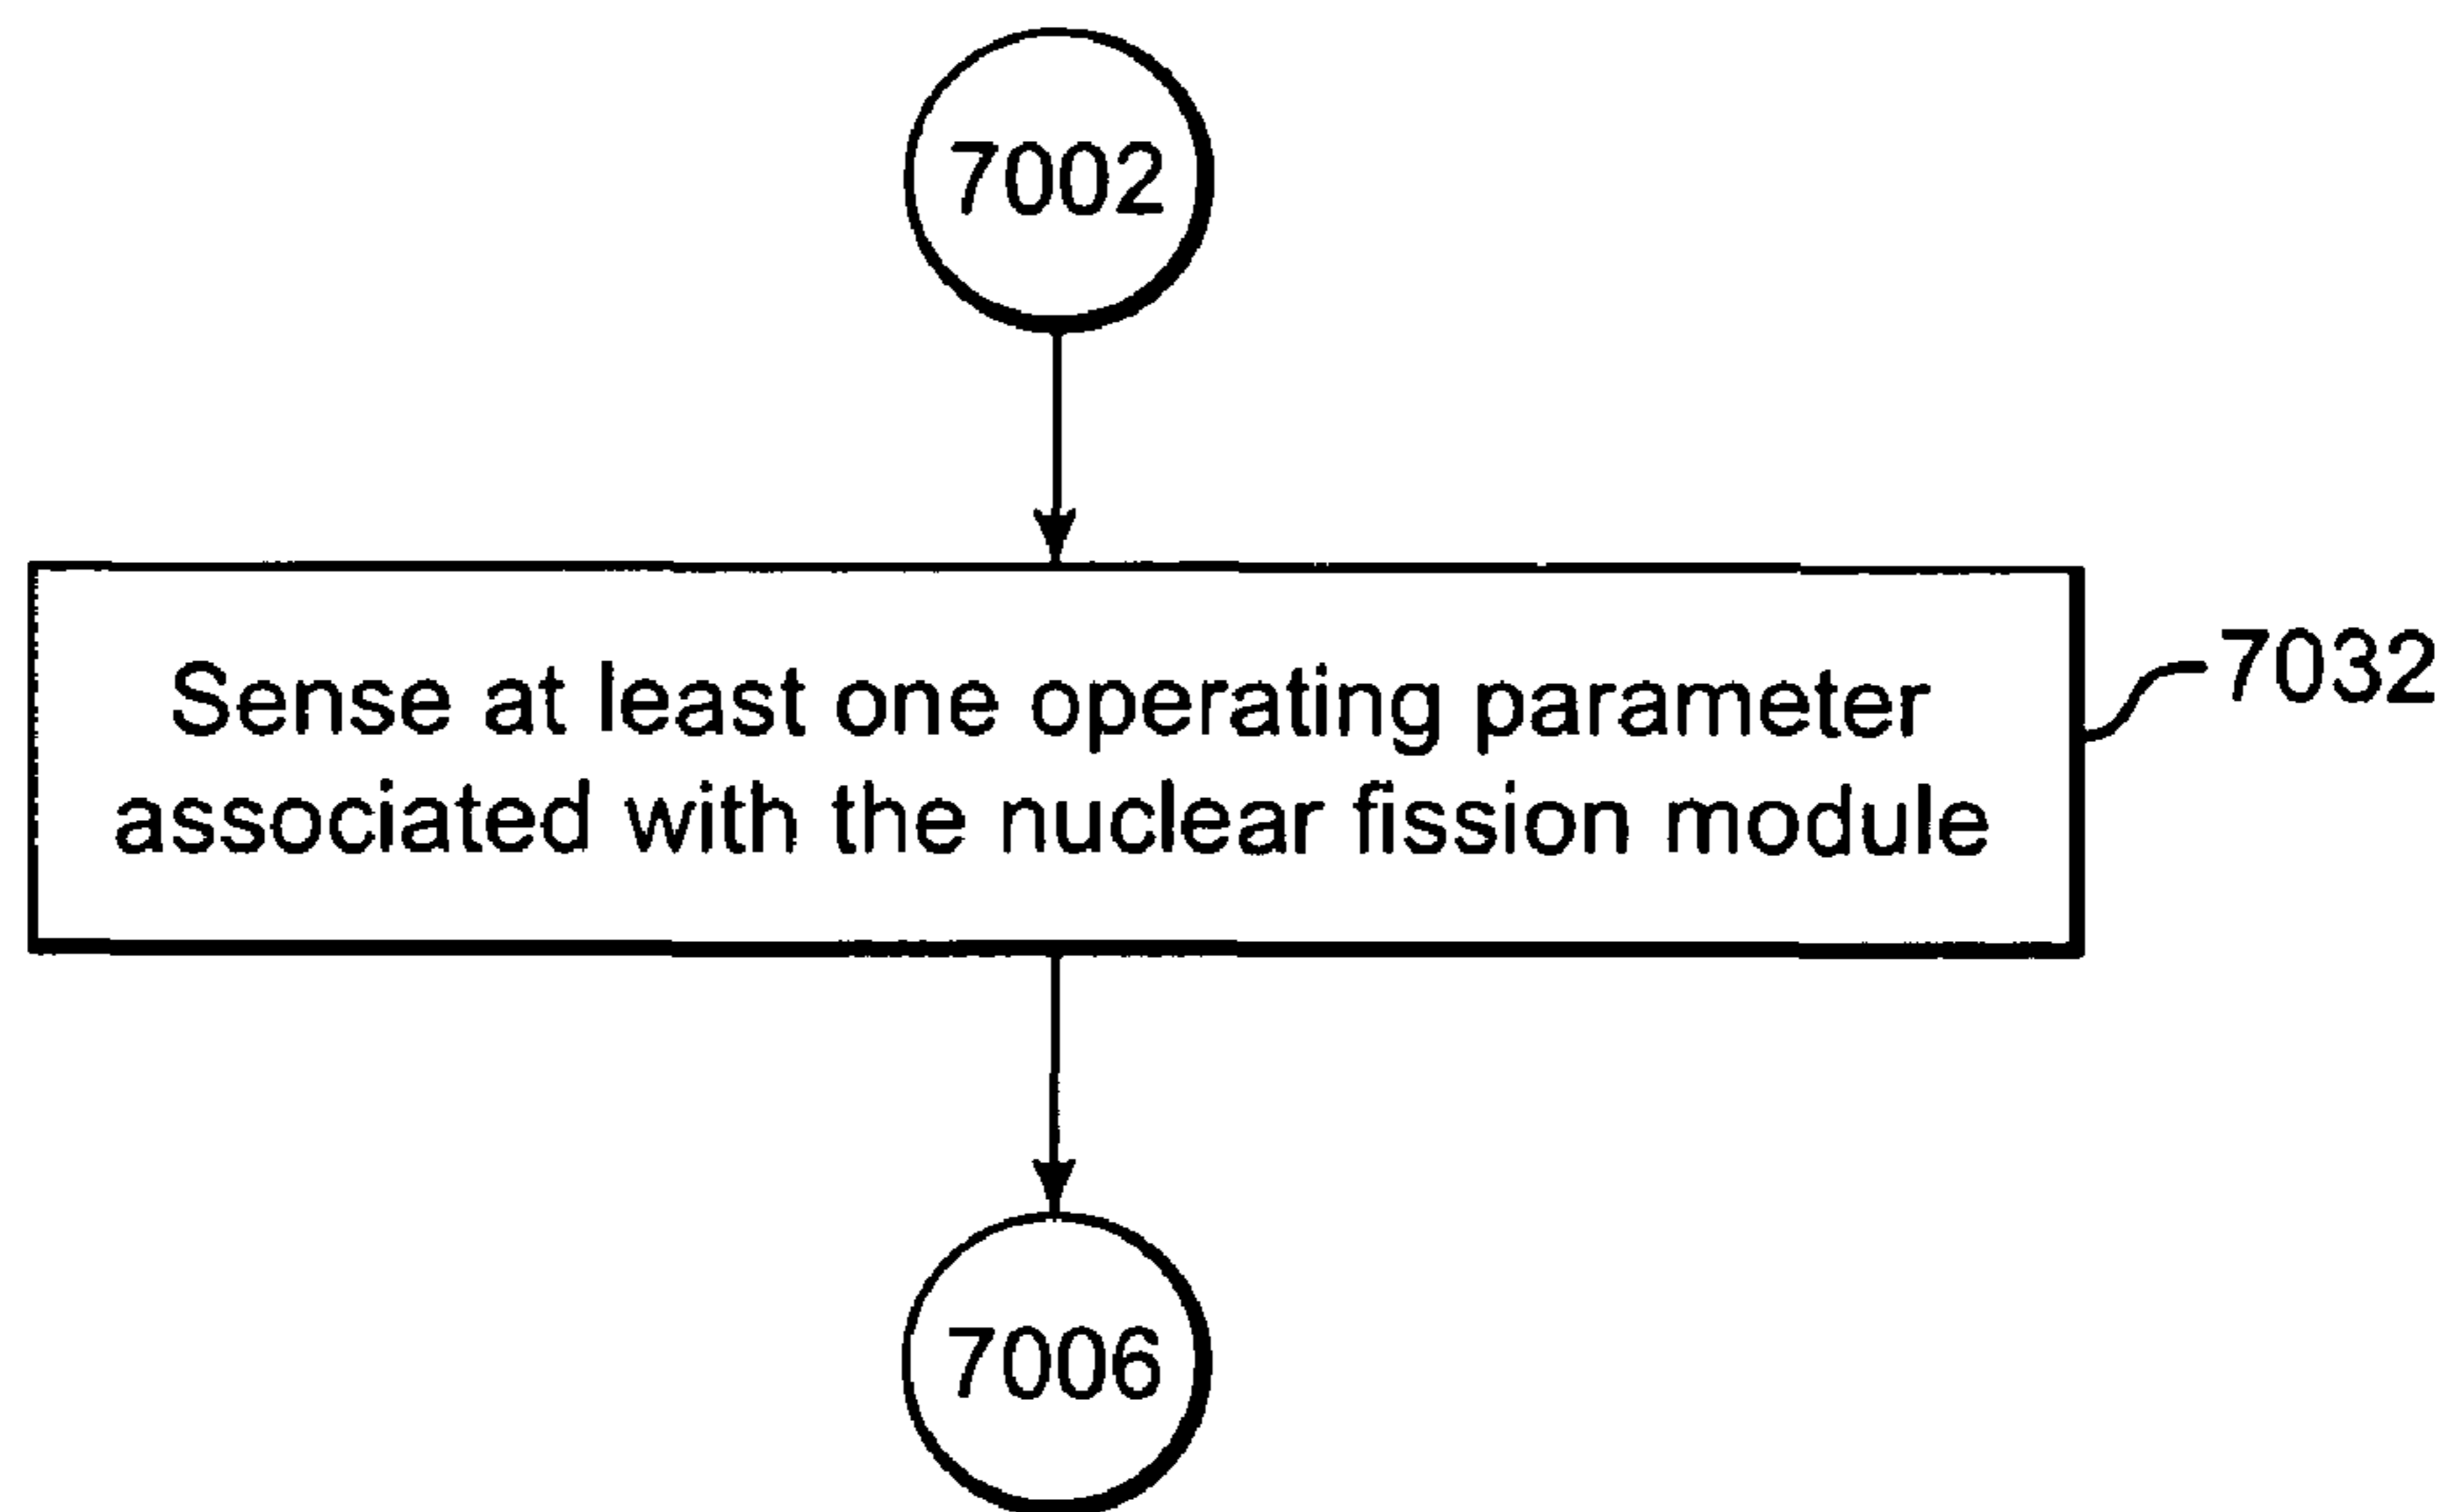 7002
Sense at least one operating parameter
associated with the nuclear fission module
7032
7006